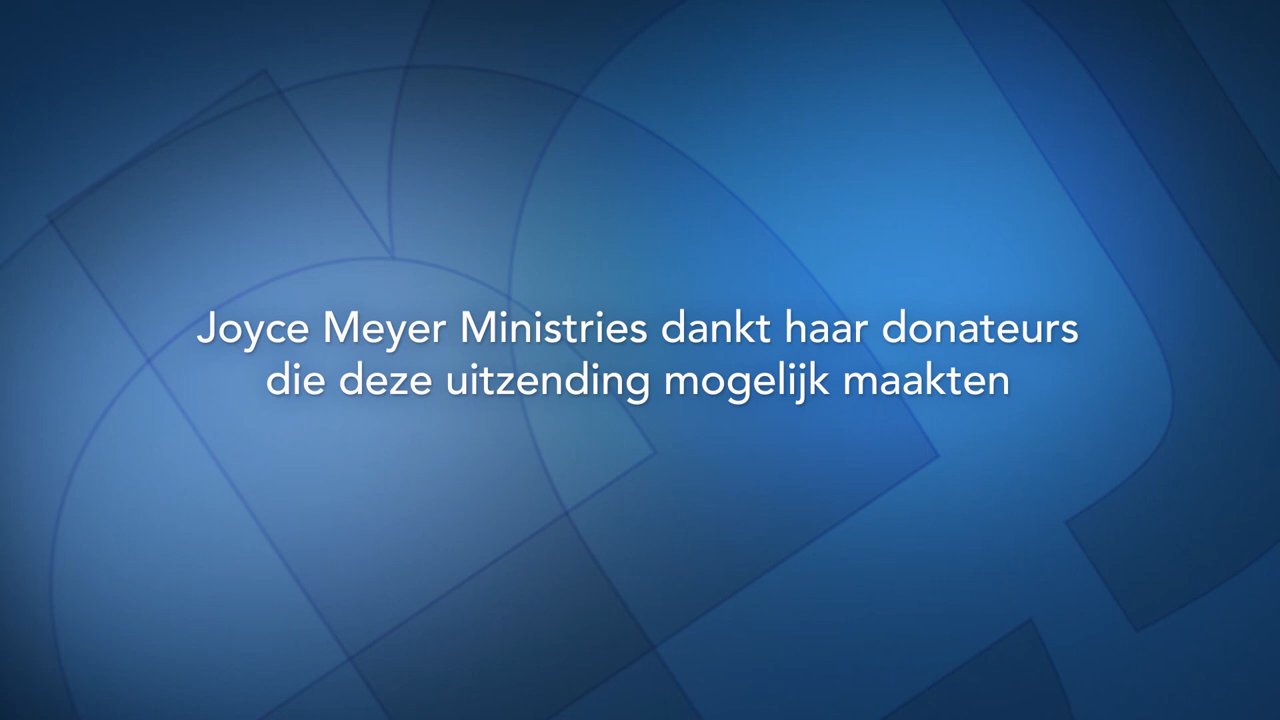 Joyce Meyer Ministries dankt haar donateurs
die deze uitzending mogelijk maakten